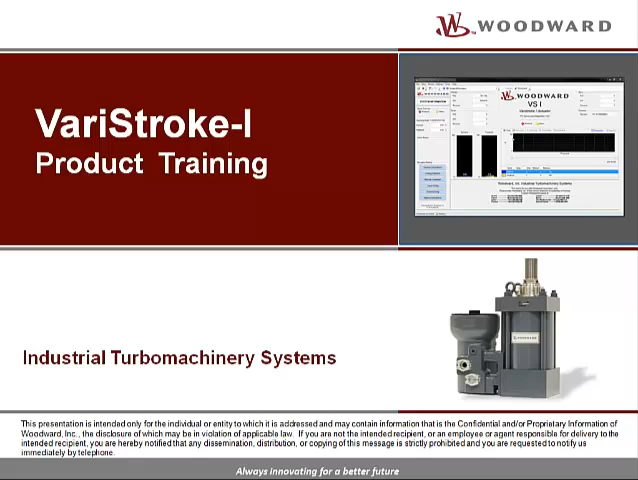 WOODWARD
VariStroke-I
Product Training
WOODWARD
VS I
Industrial Turbomachinery Systems
WOODWARD
This presentation is intended only for the individual or entity to which it is addressed and may contain information that is the Confidential and/or Proprietary Information of
Woodward, Inc., the disclosure of which may be in violation of applicable law. If you are not the intended recipient, or an employee or agent responsible for delivery to the
intended recipient, you are hereby notified that any dissemination, distribution, or copying of this message is strictly prohibited and you are requested to notify us
immediately by telephone.
Always innovating for a better future